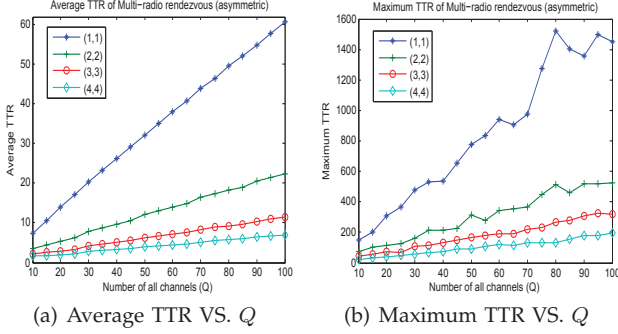 Average TTR of Multi-radio rendezvous (asymmetric)
60
50
40
30
20
10
0
Average TTR
(1,1)
(2,2)
(3,3)
(4,4)
10 20 30 40 50 60 70 80 90 100
Number of all channels (Q)
(a) Average TTR VS. Q
Maximum TTR of Multi-radio rendezvous (asymmetric)
1600
1400
1200
1000
800
600
400
200
0
Maximum TTR
(1,1)
(2,2)
(3,3)
(4,4)
10 20 30 40 50 60 70 80 90 100
Number of all channels (Q)
(b) Maximum TTR VS. Q